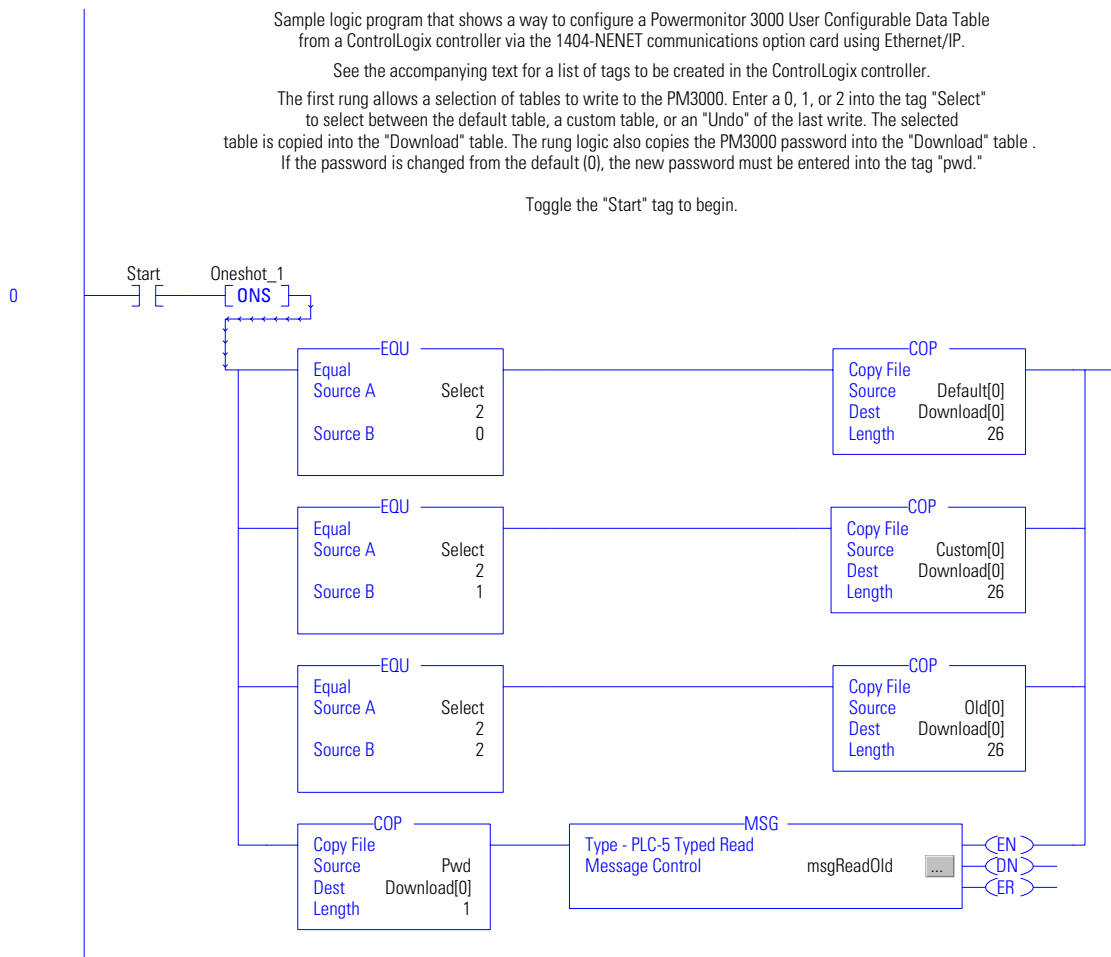 Sample logic program that shows a way to configure a Powermonitor 3000 User Configurable Data Table
from a ControlLogix controller via the 1404-NENET communications option card using Ethernet/IP.
See the accompanying text for a list of tags to be created in the ControlLogix controller.
The first rung allows a selection of tables to write to the PM3000. Enter a 0, 1, or 2 into the tag "Select"
to select between the default table, a custom table, or an "Undo" of the last write. The selected
table is copied into the "Download" table. The rung logic also copies the PM3000 password into the "Download" table .
If the password is changed from the default (0), the new password must be entered into the tag "pwd."
Toggle the "Start" tag to begin.
Start Oneshot_1
0 ONS
EQU COP
Equal Copy File
Source A Select Source Default[0]
2 Dest Download[0]
Source B 0 Length 26
EQU COP
Equal Copy File
Source A Select Source Custom[0]
2 Dest Download[0]
Source B 1 Length 26
EQU COP
Equal Copy File
Source A Select Source Old[0]
2 Dest Download[0]
Source B 2 Length 26
COP MSG
Copy File Type - PLC-5 Typed Read EN
Source Pwd Message Control msgReadOld ... DN
Dest Download[0] ER
Length 1